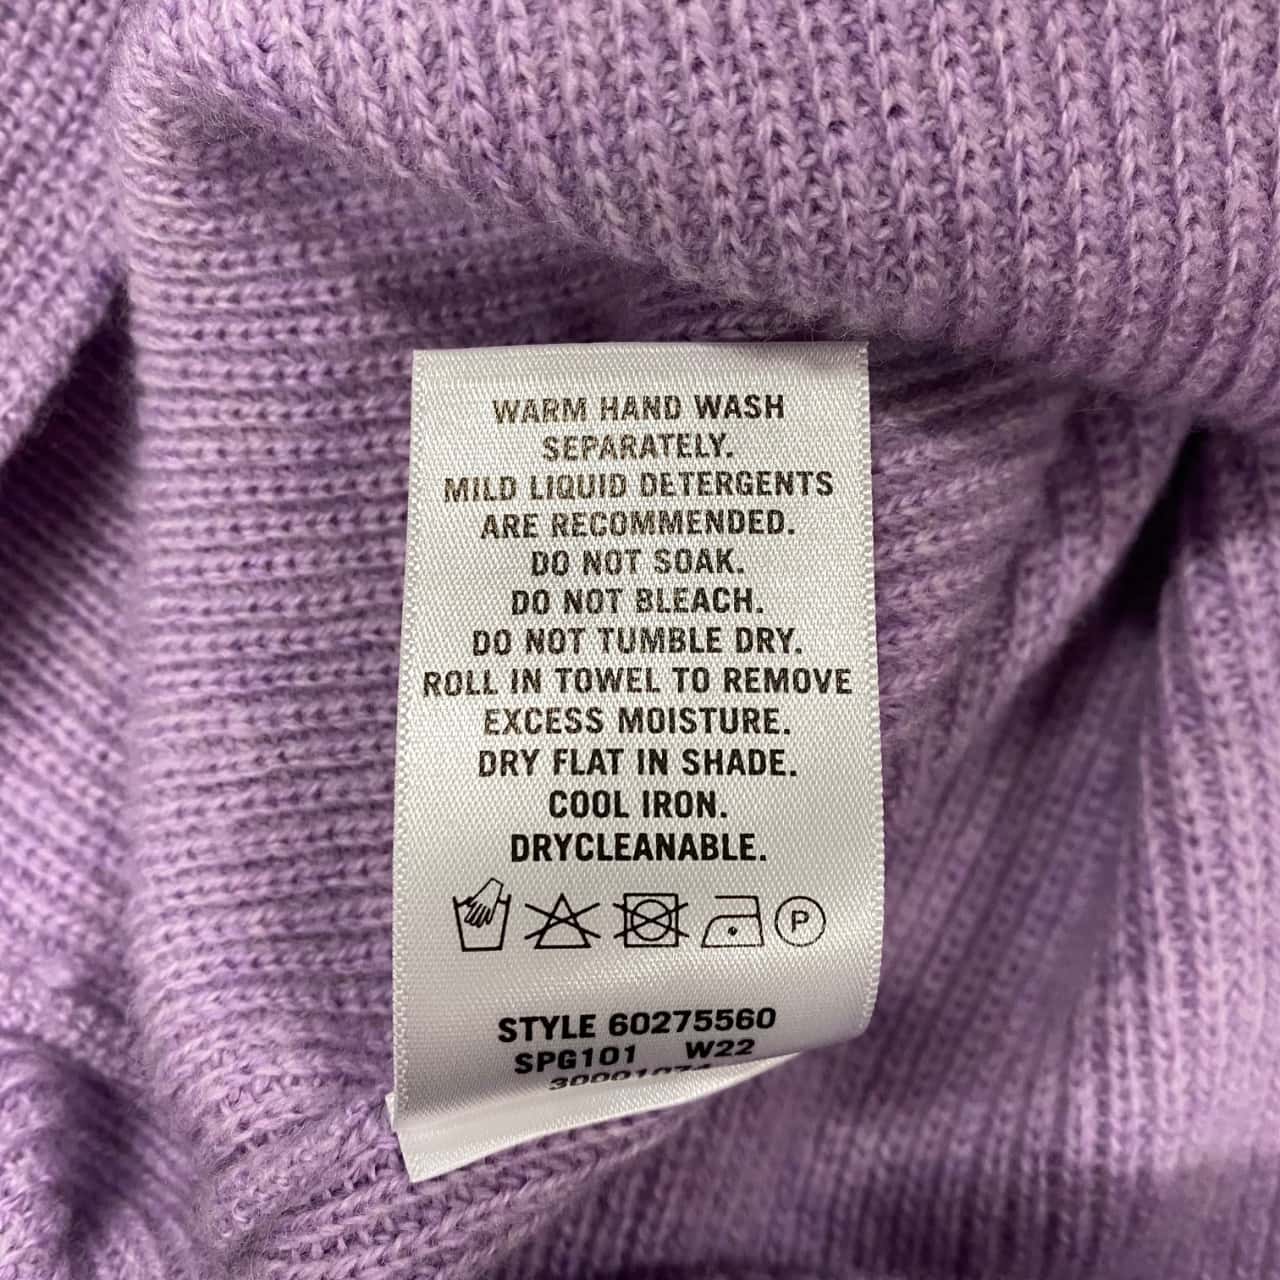 WARM HAND WASH
SEPARATELY.
MILD LIQUID DETERGENTS
ARE RECOMMENDED.
DO NOT SOAK.
DO NOT BLEACH.
DO NOT TUMBLE DRY.
ROLL IN TOWEL TO REMOVE
EXCESS MOISTURE.
DRY FLAT IN SHADE.
COOL IRON.
DRYCLEANABLE.
P
STYLE 60275560
SPG101 W22